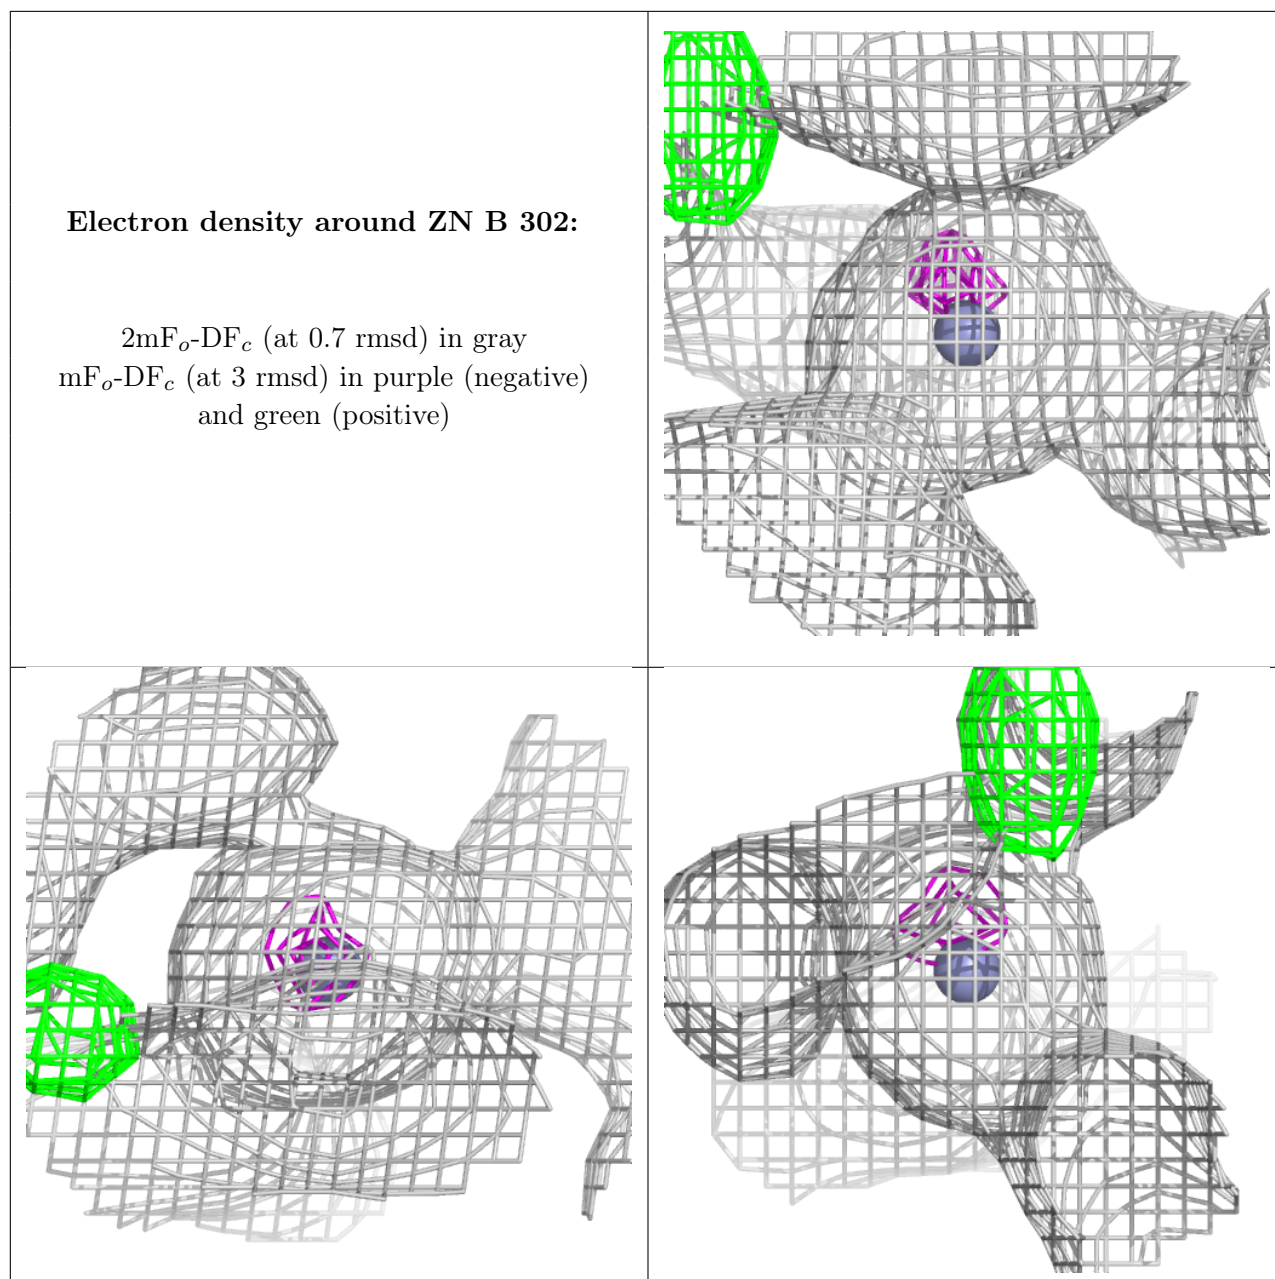 Electron density around ZN B 302:
2mFo-DFc (at 0.7 rmsd) in gray
mFo-DFc (at 3 rmsd) in purple (negative)
and green (positive)